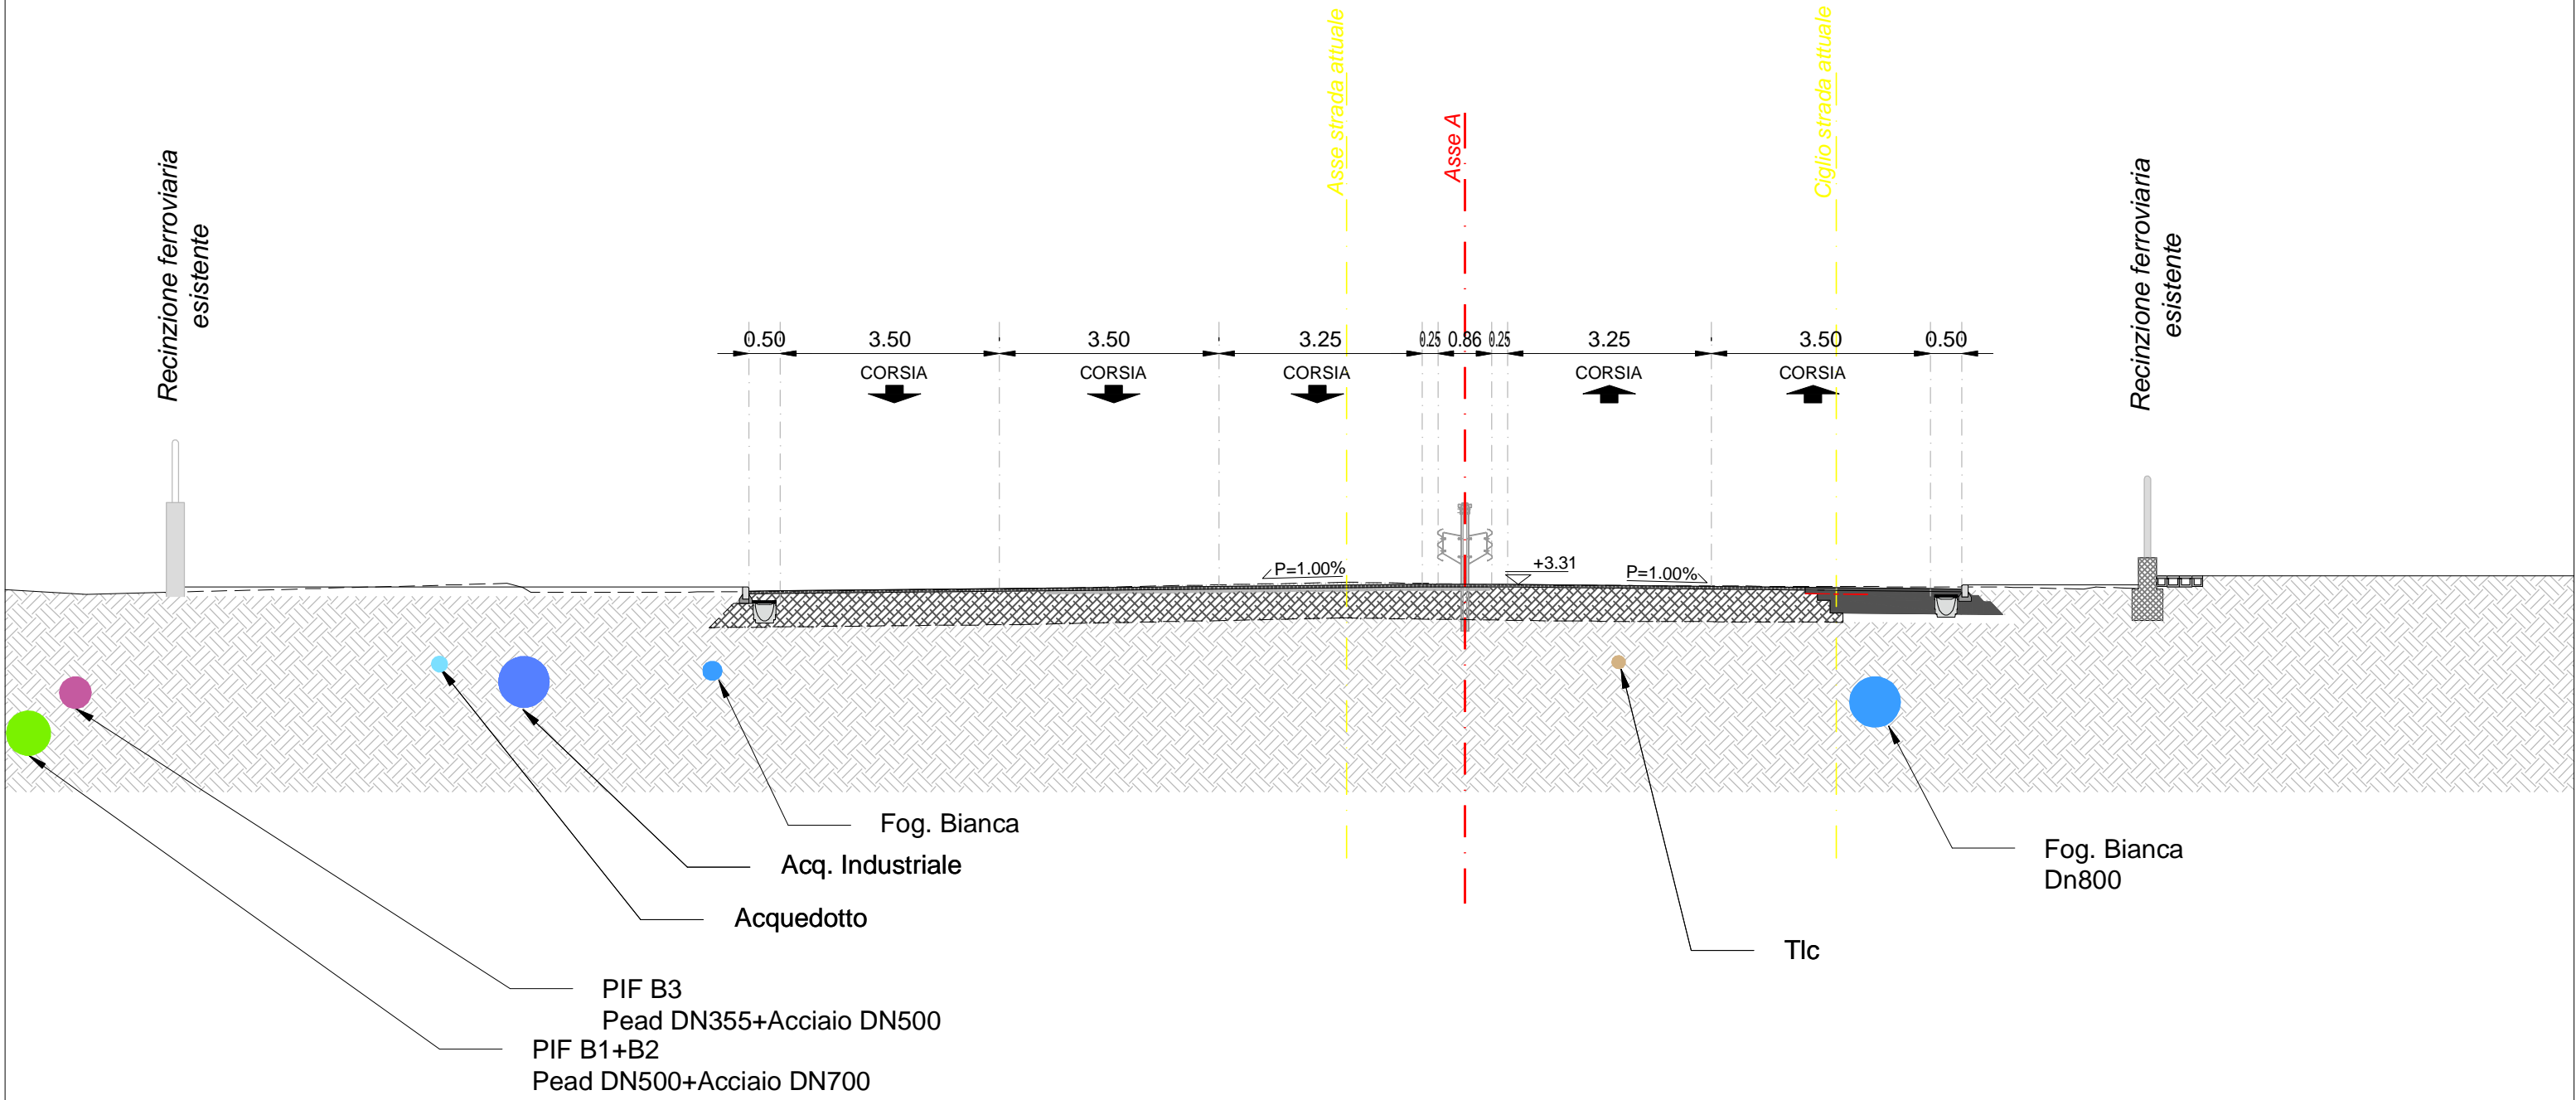 Recinzione ferroviaria
esistente
Asse strada attuale
Asse A
Ciglio strada attuale
Recinzione ferroviaria
esistente
0.50 3.50 3.50 3.25 0.25 0.86 0.25 3.25 3.50 0.50
CORSIA CORSIA CORSIA CORSIA CORSIA
P=1.00% +3.31 P=1.00%
Fog. Bianca
Acq. Industriale
Acquedotto
PIF B3
Pead DN355+Acciaio DN500
PIF B1+B2
Pead DN500+Acciaio DN700
Tlc
Fog. Bianca
Dn800